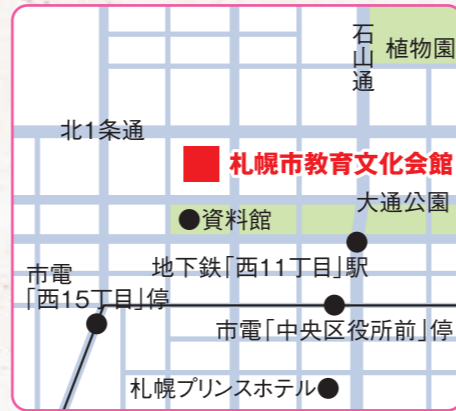 石山通
植物園
北1条通
札幌市教育文化会館
大通公園
資料館
地下鉄「西11丁目」駅
市電
「西15丁目」停
市電「中央区役所前」停
札幌プリンスホテル